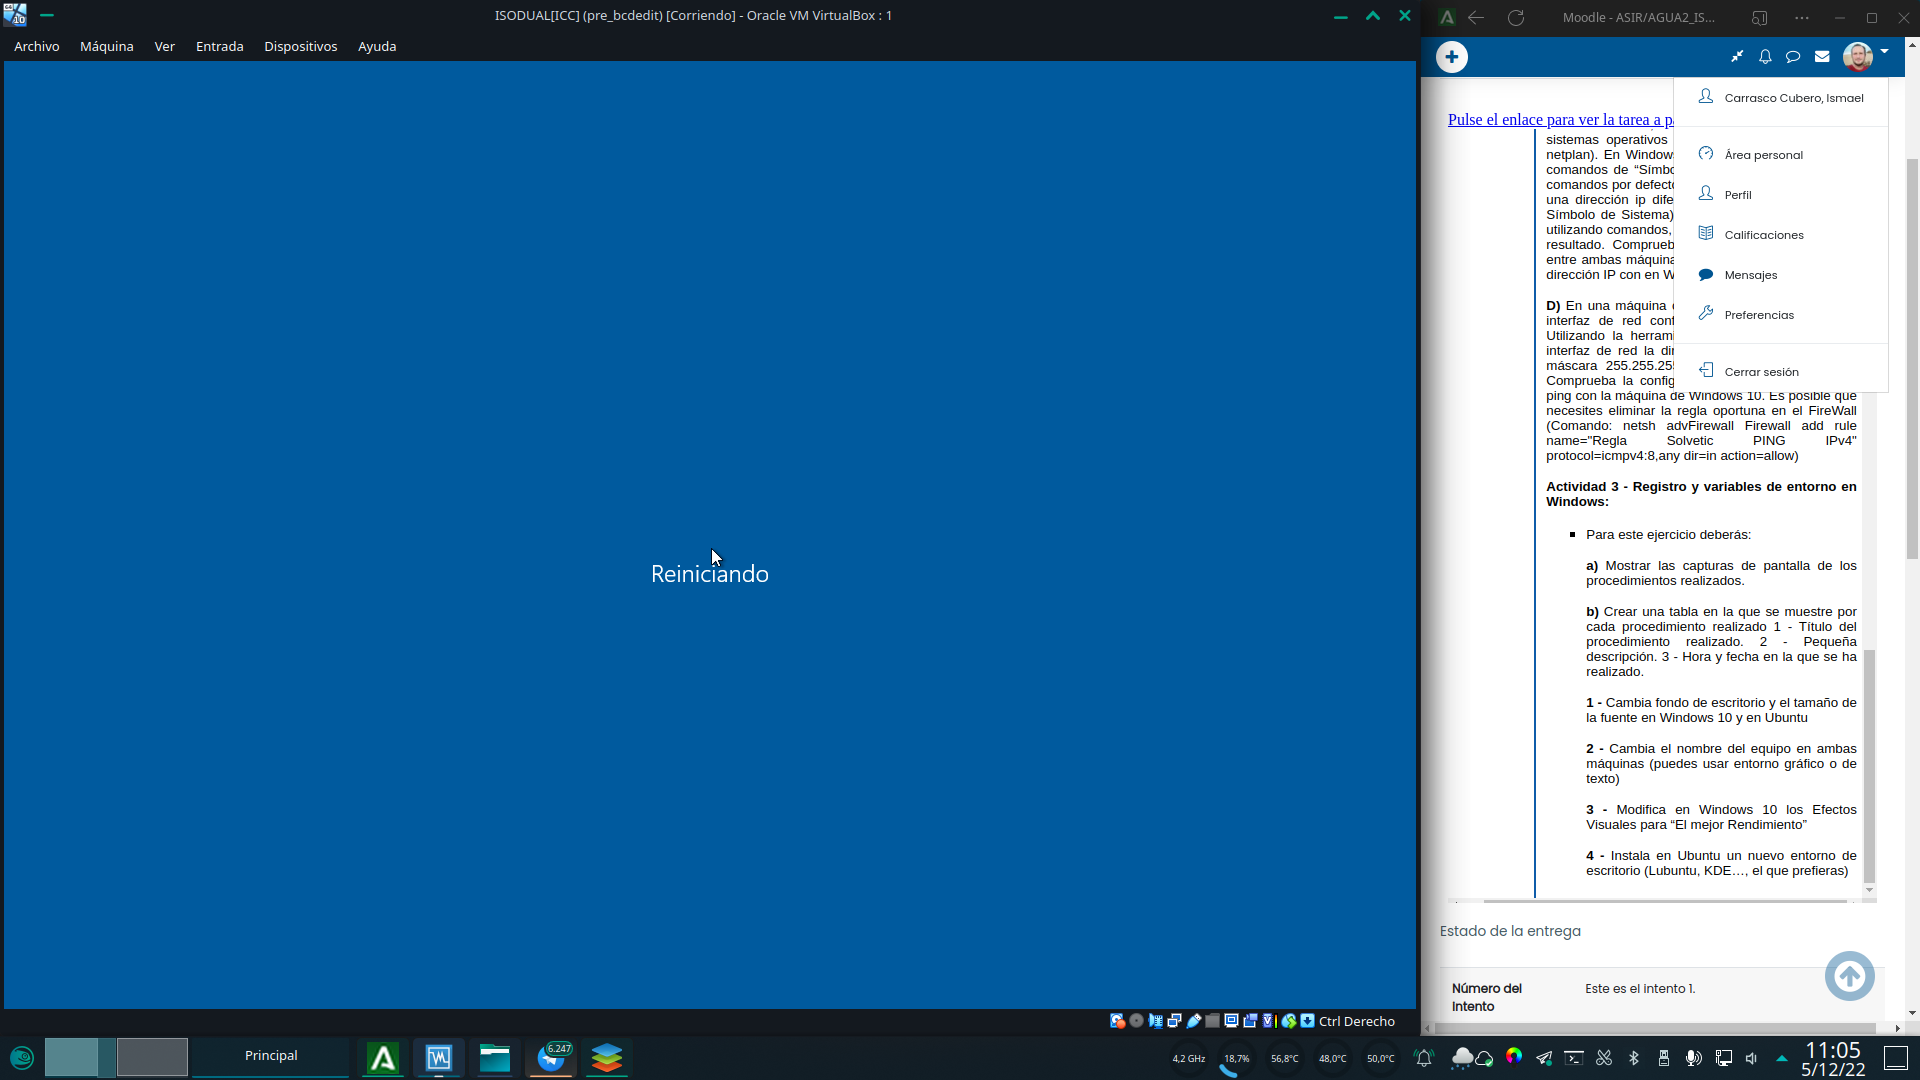 ISODUAL[ICC] (pre_bcdedit) [Corriendo] - Oracle VM VirtualBox : 1
Archivo Máquina Ver Entrada Dispositivos Ayuda
Reiniciando
Ctrl Derecho
Moodle - ASIR/AGUA2_IS...
Carrasco Cubero, Ismael
Área personal
Perfil
Calificaciones
Mensajes
Preferencias
Cerrar sesión
Pulse el enlace para ver la tarea a p
sistemas operativos
netplan). En Window
comandos de “Símbo
comandos por defecto
una dirección ip dife
Símbolo de Sistema)
utilizando comandos,
resultado. Comprueb
entre ambas máquina
dirección IP con en W
D) En una máquina
interfaz de red conf
Utilizando la herram
interfaz de red la di
máscara 255.255.25
Comprueba la config
ping con la máquina de Windows 10. Es posible que
necesites eliminar la regla oportuna en el FireWall
(Comando: netsh advFirewall Firewall add rule
name="Regla Solvetic PING IPv4"
protocol=icmpv4:8,any dir=in action=allow)
Actividad 3 - Registro y variables de entorno en
Windows:
Para este ejercicio deberás:
a) Mostrar las capturas de pantalla de los
procedimientos realizados.
b) Crear una tabla en la que se muestre por
cada procedimiento realizado 1 - Título del
procedimiento realizado. 2 - Pequeña
descripción. 3 - Hora y fecha en la que se ha
realizado.
1 - Cambia fondo de escritorio y el tamaño de
la fuente en Windows 10 y en Ubuntu
2 - Cambia el nombre del equipo en ambas
máquinas (puedes usar entorno gráfico o de
texto)
3 - Modifica en Windows 10 los Efectos
Visuales para “El mejor Rendimiento”
4 - Instala en Ubuntu un nuevo entorno de
escritorio (Lubuntu, KDE…, el que prefieras)
Estado de la entrega
Número del
Intento
Este es el intento 1.
Principal
6.247
4,2 GHz 18,7% 56,8°C 48,0°C 50,0°C
11:05
5/12/22